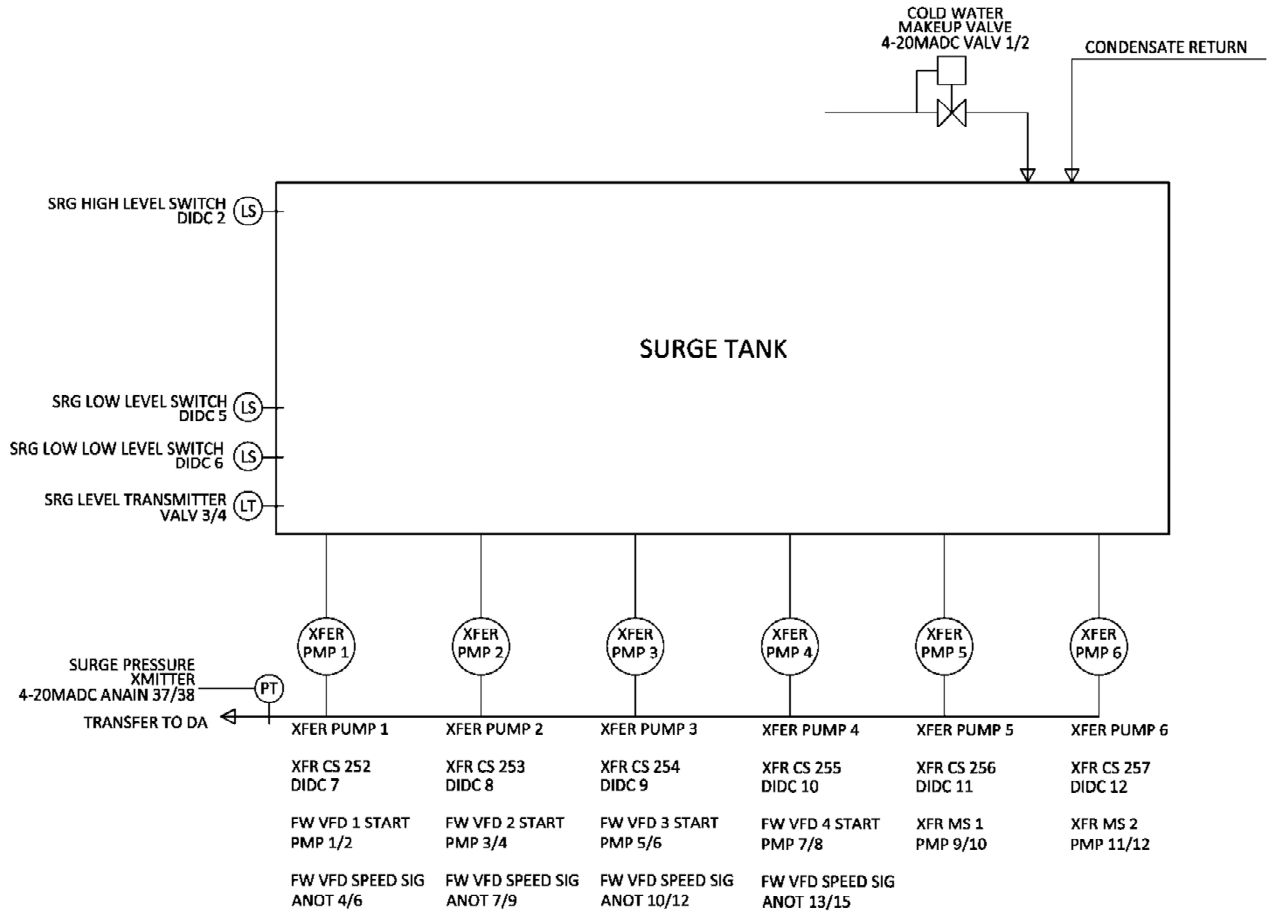 COLD WATER
MAKEUP VALVE
4-20MADC VALV 1/2
CONDENSATE RETURN
SRG HIGH LEVEL SWITCH
DIDC 2
LS
SURGE TANK
SRG LOW LEVEL SWITCH
DIDC 5
LS
SRG LOW LOW LEVEL SWITCH
DIDC 6
LS
SRG LEVEL TRANSMITTER
VALV 3/4
LT
XFER
PMP 1
XFER
PMP 2
XFER
PMP 3
XFER
PMP 4
XFER
PMP 5
XFER
PMP 6
SURGE PRESSURE
XMITTER
4-20MADC ANAIN 37/38
PT
TRANSFER TO DA
XFER PUMP 1
XFR CS 252
DIDC 7
FW VFD 1 START
PMP 1/2
FW VFD SPEED SIG
ANOT 4/6
XFER PUMP 2
XFR CS 253
DIDC 8
FW VFD 2 START
PMP 3/4
FW VFD SPEED SIG
ANOT 7/9
XFER PUMP 3
XFR CS 254
DIDC 9
FW VFD 3 START
PMP 5/6
FW VFD SPEED SIG
ANOT 10/12
XFER PUMP 4
XFR CS 255
DIDC 10
FW VFD 4 START
PMP 7/8
FW VFD SPEED SIG
ANOT 13/15
XFER PUMP 5
XFR CS 256
DIDC 11
XFR MS 1
PMP 9/10
XFER PUMP 6
XFR CS 257
DIDC 12
XFR MS 2
PMP 11/12